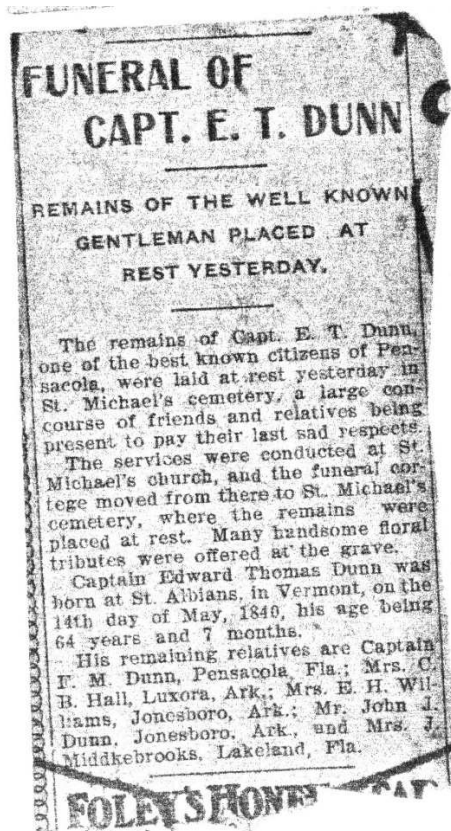 FUNERAL OF
CAPT. E. T. DUNN
REMAINS OF THE WELL KNOWN
GENTLEMAN PLACED AT
REST YESTERDAY.
The remains of Capt. E. T. Dunn,
one of the best known citizens of Pen-
sacola, were laid at rest yesterday in
St. Michael's cemetery, a large con-
course of friends and relatives being
present to pay their last sad respects.
The services were conducted at St.
Michael's church, and the funeral cor-
tege moved from there to St. Michael's
cemetery, where the remains were
placed at rest. Many handsome floral
tributes were offered at the grave.
Captain Edward Thomas Dunn was
born at St. Albians, in Vermont, on the
14th day of May, 1840, his age being
64 years and 7 months.
His remaining relatives are Captain
F. M. Dunn, Pensacola, Fla.; Mrs. C.
B. Hall, Luxora, Ark.; Mrs. E. H. Wil-
liams, Jonesboro, Ark.; Mr. John J.
Dunn, Jonesboro, Ark., and Mrs. J.
Middkebrooks, Lakeland, Fla.
FOLEY'S